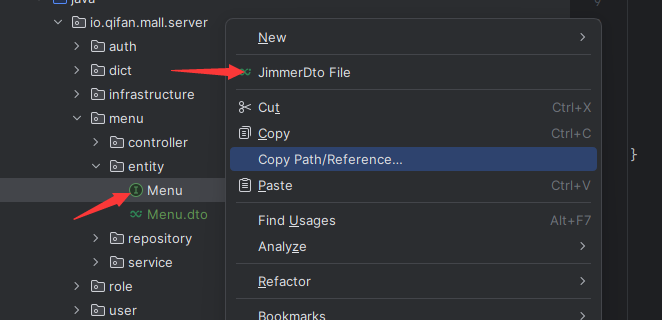 java
io.qifan.mall.server
auth
dict
infrastructure
menu
controller
entity
Menu
Menu.dto
repository
service
role
user
New
JimmerDto File
Cut Ctrl+X
Copy Ctrl+C
Copy Path/Reference...
Paste Ctrl+V
Find Usages Alt+F7
Analyze
Refactor
Bookmarks
9
}